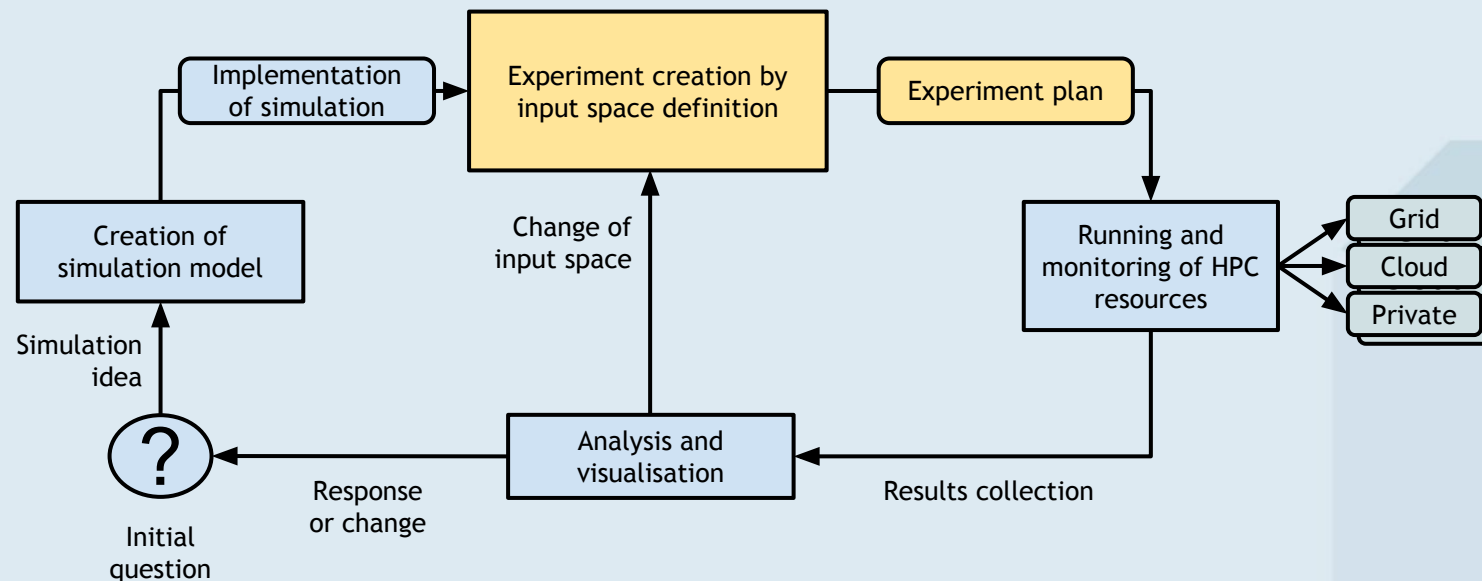 Implementation
of simulation
Experiment creation by
input space definition
Experiment plan
Creation of
simulation model
Change of
input space
Running and
monitoring of HPC
resources
Grid
Cloud
Private
Simulation
idea
?
Initial
question
Response
or change
Analysis and
visualisation
Results collection